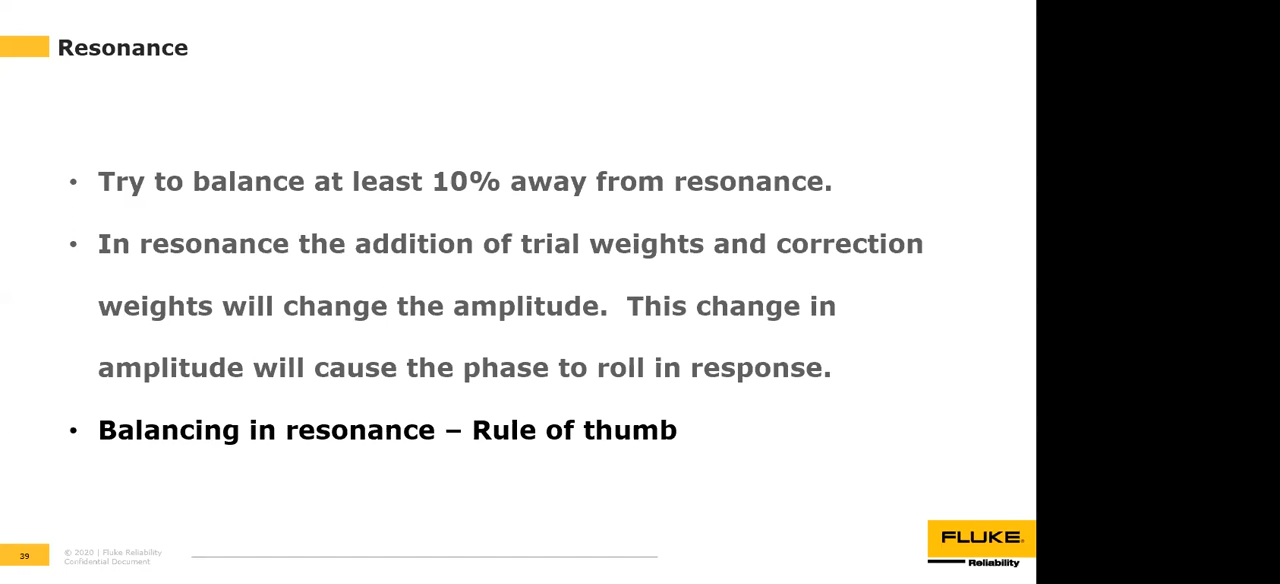 Resonance
• Try to balance at least 10% away from resonance.
• In resonance the addition of trial weights and correction
weights will change the amplitude.  This change in
amplitude will cause the phase to roll in response.
• Balancing in resonance – Rule of thumb
FLUKE®
Reliability
39
© 2020 | Fluke Reliability
Confidential Document